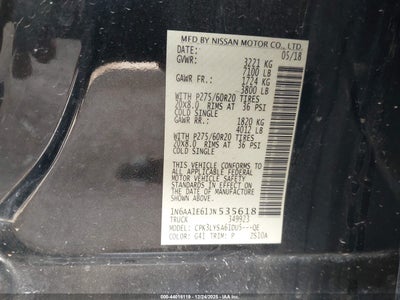 MFD BY NISSAN MOTOR CO., LTD.
DATE: 05/18
GVWR: 3221 KG
7100 LB
GAWR FR.: 1724 KG
3800 LB
WITH P275/60R20 TIRES
20X8.0 RIMS AT 36 PSI
COLD SINGLE
GAWR RR.: 1820 KG
4012 LB
WITH P275/60R20 TIRES
20X8.0 RIMS AT 36 PSI
COLD SINGLE
THIS VEHICLE CONFORMS TO ALL
APPLICABLE FEDERAL MOTOR
VEHICLE SAFETY STANDARDS IN
EFFECT ON THE DATE OF
MANUFACTURE SHOWN ABOVE.
1N6AA1E61JN535618
TRUCK 349923
MODEL:
COLOR: G41 TRIM: P
© IAA 44016119 - 12/24/2025 - IAAI.COM